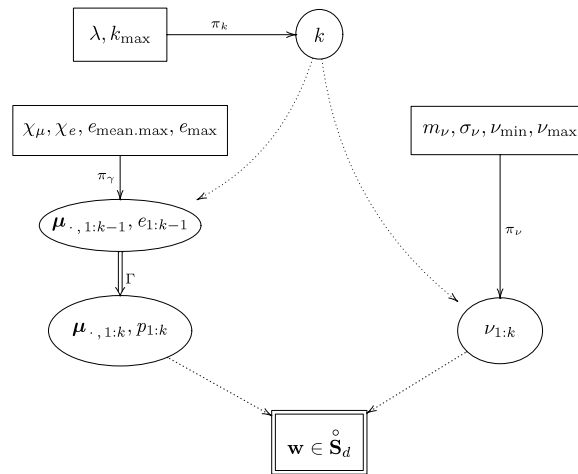 λ, k_max
π_k
k
χ_μ, χ_e, e_mean.max, e_max
m_ν, σ_ν, ν_min, ν_max
π_γ
π_ν
μ_{·, 1:k−1}, e_{1:k−1}
Γ
μ_{·, 1:k}, p_{1:k}
ν_{1:k}
w ∈ S̊_d